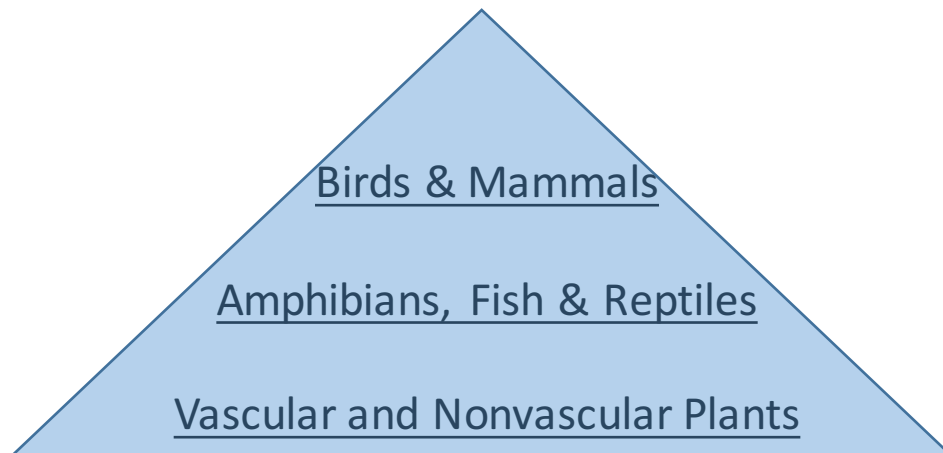 Birds & Mammals
Amphibians, Fish & Reptiles
Vascular and Nonvascular Plants